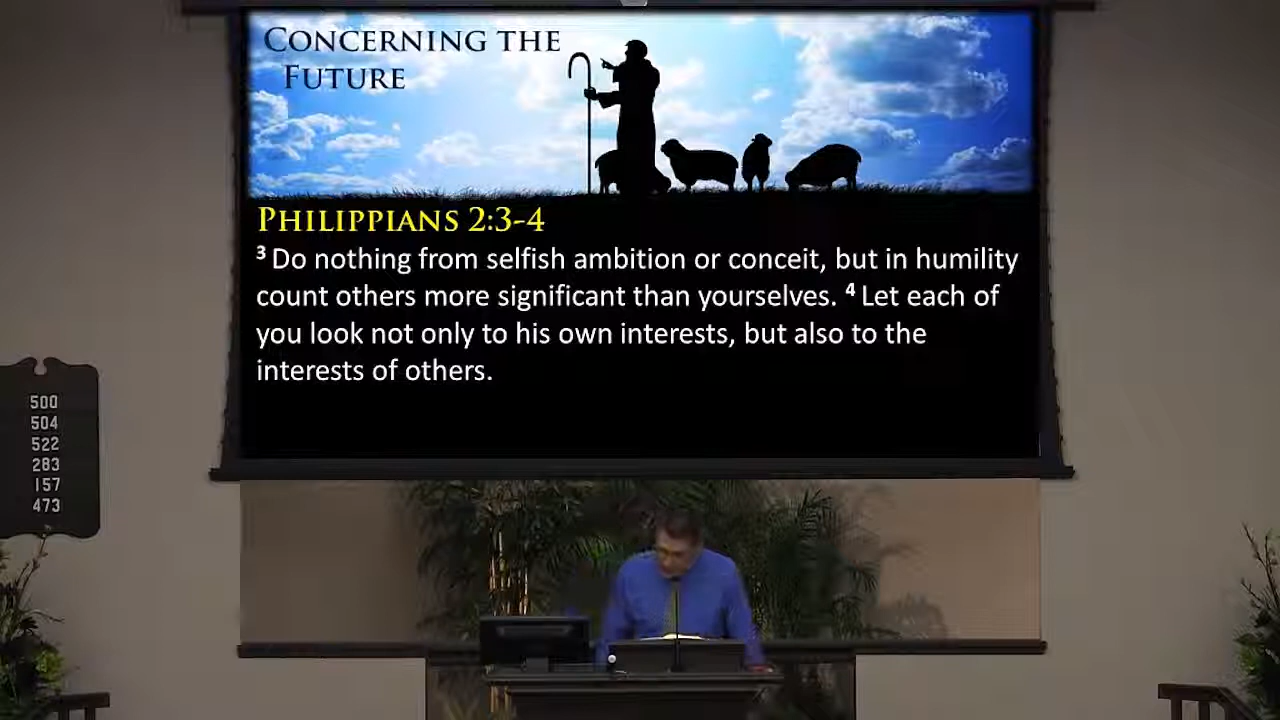 Concerning the
Future
Philippians 2:3-4
3 Do nothing from selfish ambition or conceit, but in humility
count others more significant than yourselves. 4 Let each of
you look not only to his own interests, but also to the
interests of others.
500
504
522
283
157
473